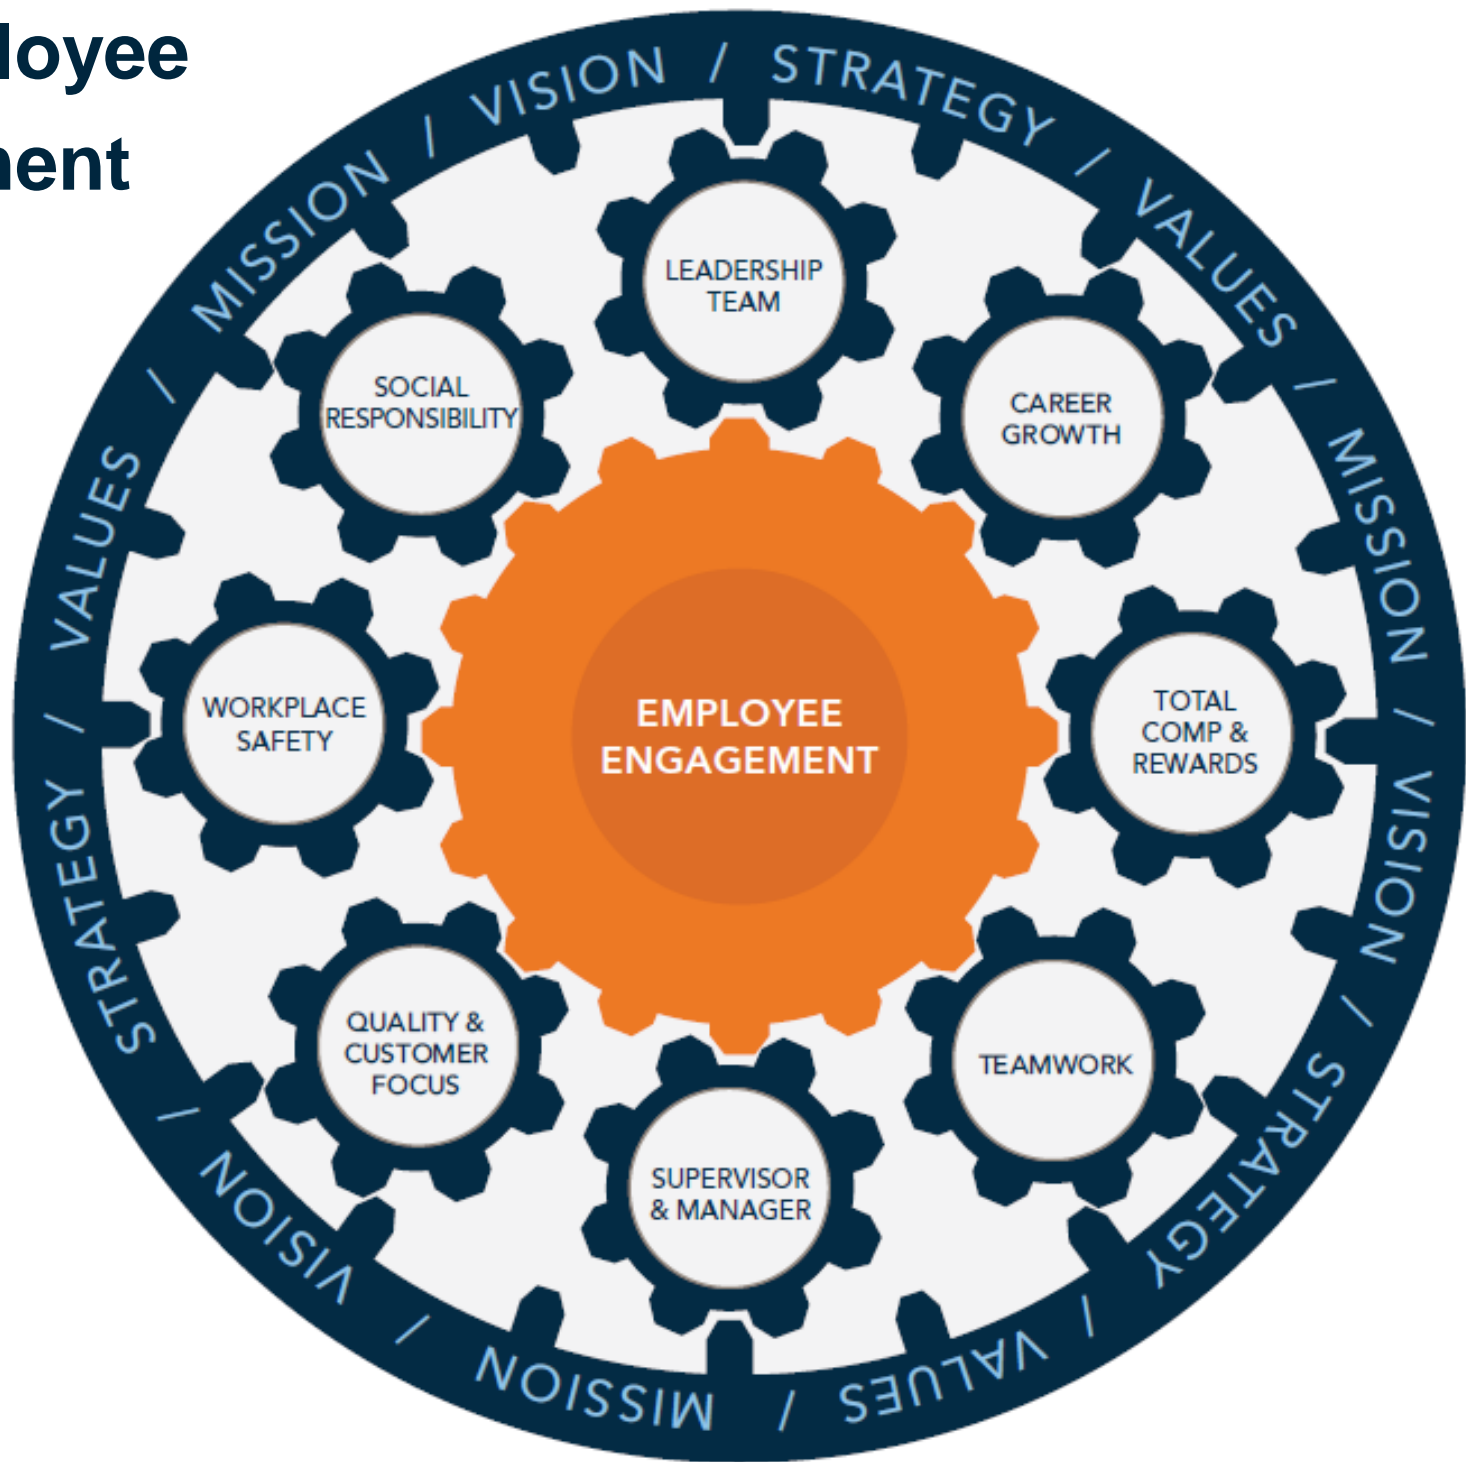 loyee
nent
MISSION / VISION / STRATEGY / VALUES / MISSION / VISION / STRATEGY / VALUES / MISSION / VISION / STRATEGY / VALUES /
LEADERSHIP
TEAM
CAREER
GROWTH
TOTAL
COMP &
REWARDS
TEAMWORK
SUPERVISOR
& MANAGER
QUALITY &
CUSTOMER
FOCUS
WORKPLACE
SAFETY
SOCIAL
RESPONSIBILITY
EMPLOYEE
ENGAGEMENT